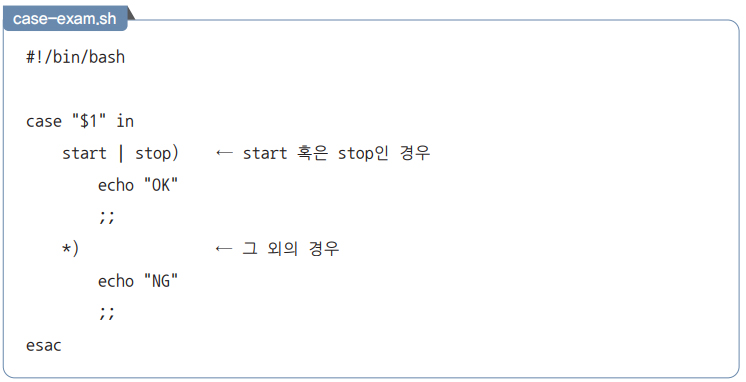 case-exam.sh
#!/bin/bash
case "$1" in
start | stop) ← start 혹은 stop인 경우
echo "OK"
;;
*) ← 그 외의 경우
echo "NG"
;;
esac